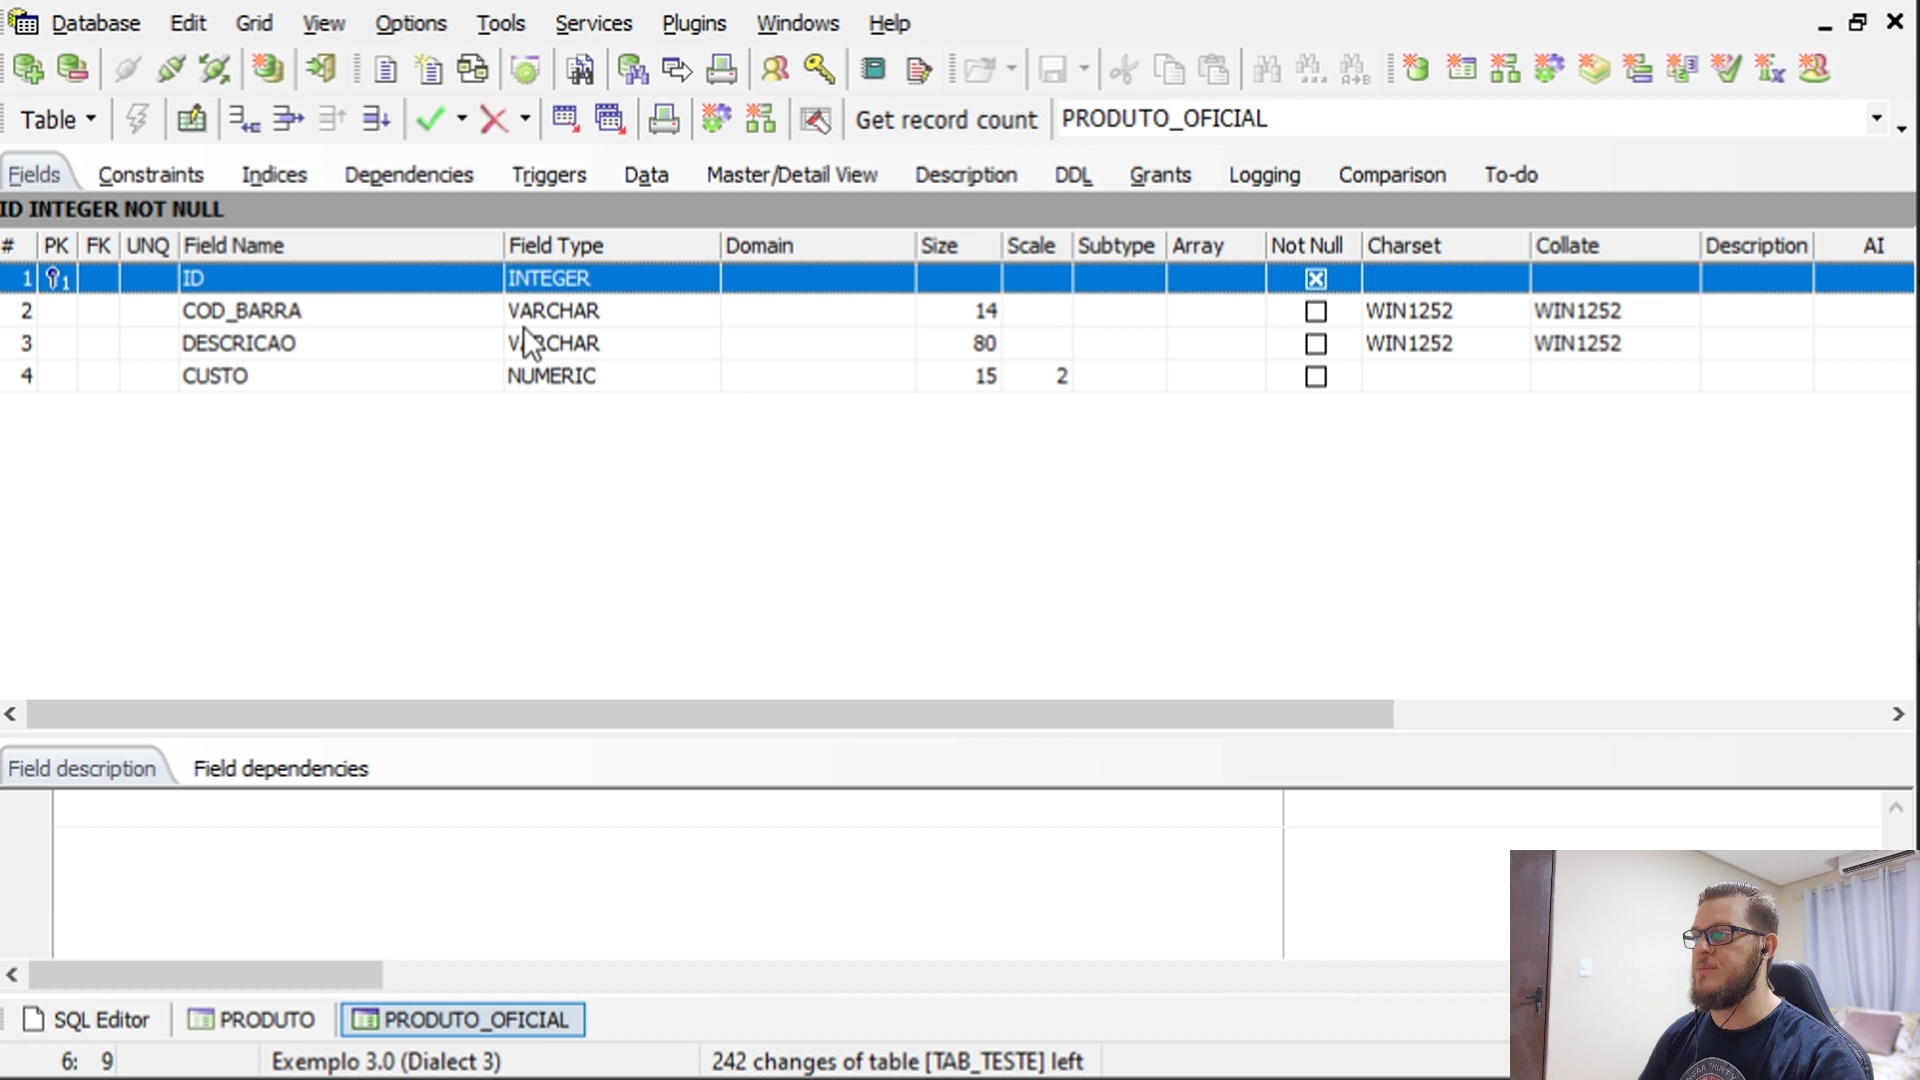 Database Edit Grid View Options Tools Services Plugins Windows Help
Table Get record count PRODUTO_OFICIAL
Fields Constraints Indices Dependencies Triggers Data Master/Detail View Description DDL Grants Logging Comparison To-do
ID INTEGER NOT NULL
# PK FK UNQ Field Name Field Type Domain Size Scale Subtype Array Not Null Charset Collate Description AI
1 1 ID INTEGER
2 COD_BARRA VARCHAR 14 WIN1252 WIN1252
3 DESCRICAO VARCHAR 80 WIN1252 WIN1252
4 CUSTO NUMERIC 15 2
Field description Field dependencies
SQL Editor PRODUTO PRODUTO_OFICIAL
6: 9 Exemplo 3.0 (Dialect 3) 242 changes of table [TAB_TESTE] left